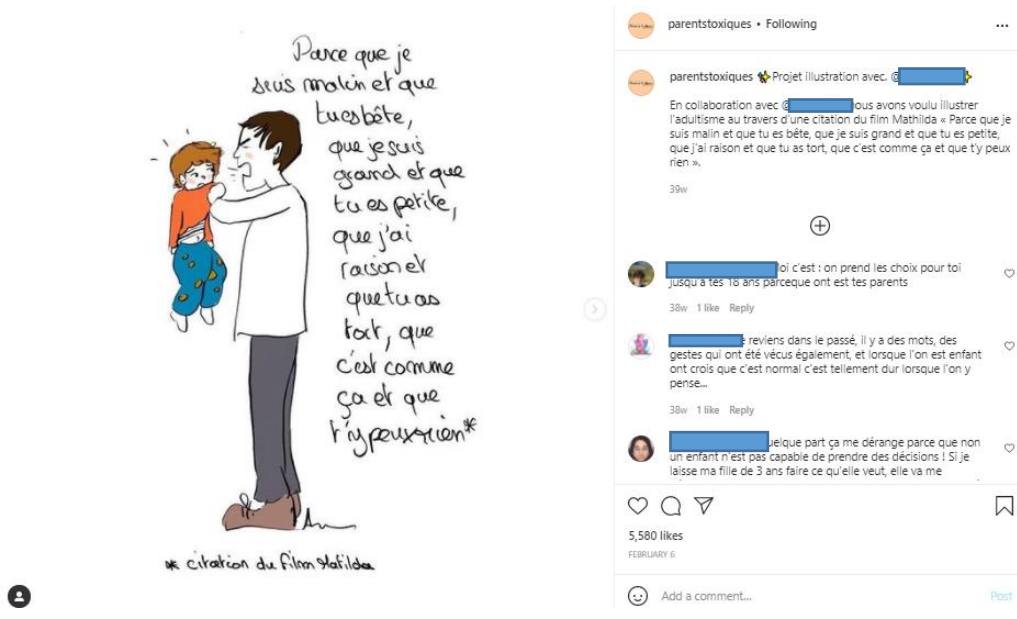 Parce que je
suis malin et que
tu es bête,
que je suis
grand et que
tu es petite,
que j'ai
raison et
que tu as
tort, que
c'est comme
ça et que
t'y peux rien*
* citation du film Matilda
parentstoxiques • Following
parentstoxiques ✨Projet illustration avec. @
En collaboration avec @ ous avons voulu illustrer
l'adultisme au travers d'une citation du film Mathilda « Parce que je
suis malin et que tu es bête, que je suis grand et que tu es petite,
que j'ai raison et que tu as tort, que c'est comme ça et que t'y peux
rien ».
39w
oi c'est : on prend les choix pour toi
jusqu'a tes 18 ans parceque ont est tes parents
38w 1 like Reply
reviens dans le passé, il y a des mots, des
gestes qui ont été vécus également, et lorsque l'on est enfant
ont crois que c'est normal c'est tellement dur lorsque l'on y
pense...
38w 1 like Reply
uelque part ça me dérange parce que non
un enfant n'est pas capable de prendre des décisions ! Si je
laisse ma fille de 3 ans faire ce qu'elle veut, elle va me
5,580 likes
FEBRUARY 6
Add a comment...
Post